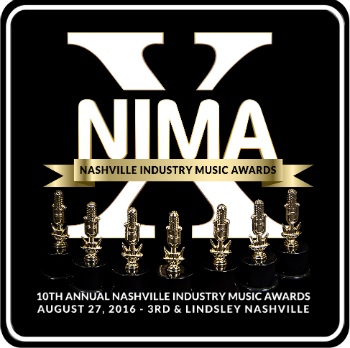 X
NIMA
NASHVILLE INDUSTRY MUSIC AWARDS
10TH ANNUAL NASHVILLE INDUSTRY MUSIC AWARDS
AUGUST 27, 2016 - 3RD & LINDSLEY NASHVILLE